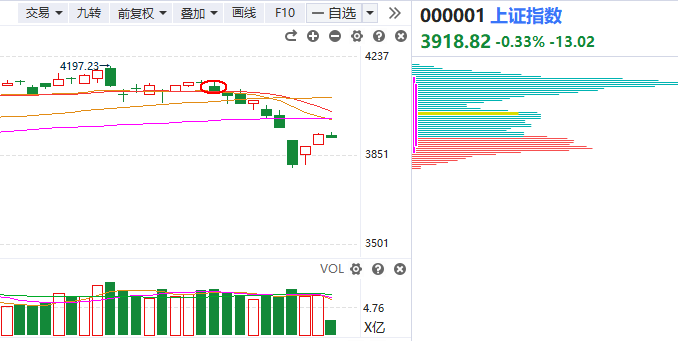 交易 九转 前复权 叠加 画线 F10 一自选
000001 上证指数
3918.82 -0.33% -13.02
4197.23
4237
3851
3501
VOL
4.76
X亿